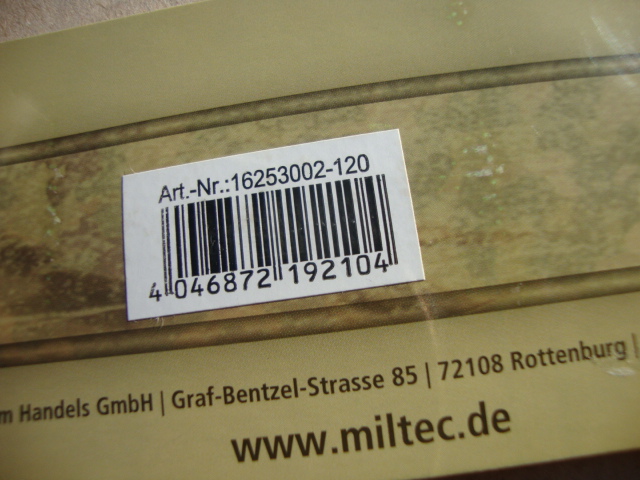 Art.-Nr.:16253002-120
4 046872 192104
Handels GmbH | Graf-Bentzel-Strasse 85 | 72108 Rottenburg |
www.miltec.de